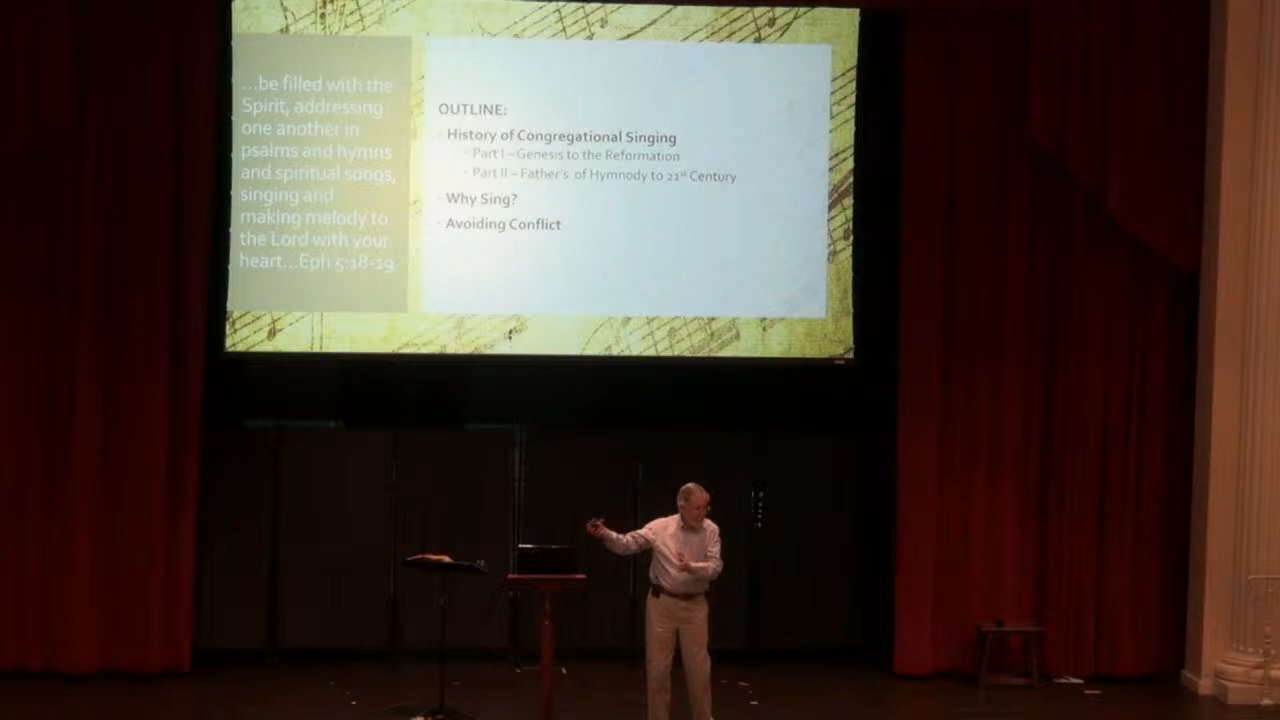 ...be filled with the
Spirit, addressing
one another in
psalms and hymns
and spiritual songs,
singing and
making melody to
the Lord with your
heart...Eph 5:18-19
OUTLINE:
History of Congregational Singing
Part I – Genesis to the Reformation
Part II – Father's of Hymnody to 21st Century
Why Sing?
Avoiding Conflict